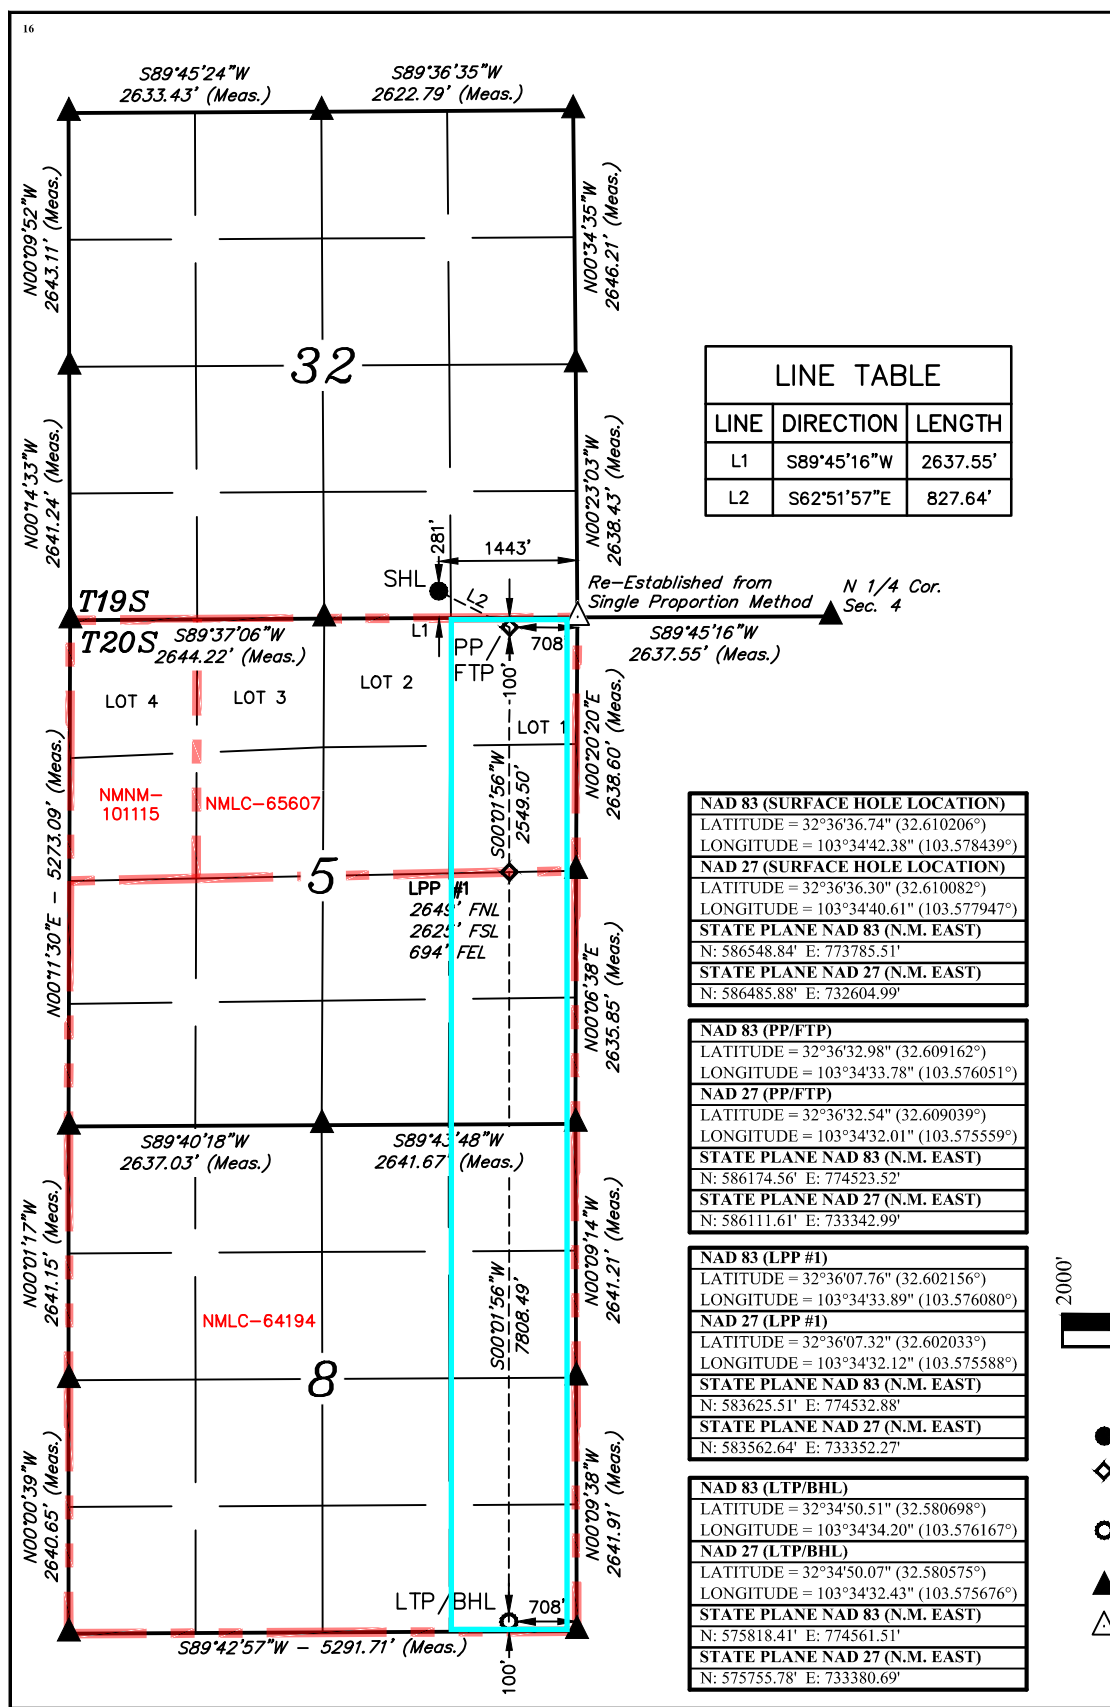 16
S89°45'24"W
2633.43' (Meas.)
S89°36'35"W
2622.79' (Meas.)
N00°09'52"W
2643.11' (Meas.)
N00°34'35"W
2646.21' (Meas.)
32
N00°14'33"W
2641.24' (Meas.)
N00°23'03"W
2638.43' (Meas.)
LINE TABLE
LINE DIRECTION LENGTH
L1 S89°45'16"W 2637.55'
L2 S62°51'57"E 827.64'
281'
1443'
SHL
L2
Re-Established from
Single Proportion Method
N 1/4 Cor.
Sec. 4
T19S
T20S
S89°37'06"W
2644.22' (Meas.)
L1
PP/
FTP
708'
S89°45'16"W
2637.55' (Meas.)
100'
LOT 4
LOT 3
LOT 2
LOT 1
N00°20'20"E
2638.60' (Meas.)
NMNM-
101115
NMLC-65607
S00°01'56"W
2549.50'
N00°11'30"E - 5273.09' (Meas.)
5
LPP #1
2649' FNL
2625' FSL
694' FEL
N00°06'38"E
2635.85' (Meas.)
S89°40'18"W
2637.03' (Meas.)
S89°43'48"W
2641.67' (Meas.)
N00°01'17"W
2641.15' (Meas.)
N00°09'14"W
2641.21' (Meas.)
NMLC-64194
S00°01'56"W
7808.49'
8
N00°00'39"W
2640.65' (Meas.)
N00°09'38"W
2641.91' (Meas.)
LTP/BHL
708'
S89°42'57"W - 5291.71' (Meas.)
100'
NAD 83 (SURFACE HOLE LOCATION)
LATITUDE = 32°36'36.74" (32.610206°)
LONGITUDE = 103°34'42.38" (103.578439°)
NAD 27 (SURFACE HOLE LOCATION)
LATITUDE = 32°36'36.30" (32.610082°)
LONGITUDE = 103°34'40.61" (103.577947°)
STATE PLANE NAD 83 (N.M. EAST)
N: 586548.84' E: 773785.51'
STATE PLANE NAD 27 (N.M. EAST)
N: 586485.88' E: 732604.99'
NAD 83 (PP/FTP)
LATITUDE = 32°36'32.98" (32.609162°)
LONGITUDE = 103°34'33.78" (103.576051°)
NAD 27 (PP/FTP)
LATITUDE = 32°36'32.54" (32.609039°)
LONGITUDE = 103°34'32.01" (103.575559°)
STATE PLANE NAD 83 (N.M. EAST)
N: 586174.56' E: 774523.52'
STATE PLANE NAD 27 (N.M. EAST)
N: 586111.61' E: 733342.99'
NAD 83 (LPP #1)
LATITUDE = 32°36'07.76" (32.602156°)
LONGITUDE = 103°34'33.89" (103.576080°)
NAD 27 (LPP #1)
LATITUDE = 32°36'07.32" (32.602033°)
LONGITUDE = 103°34'32.12" (103.575588°)
STATE PLANE NAD 83 (N.M. EAST)
N: 583625.51' E: 774532.88'
STATE PLANE NAD 27 (N.M. EAST)
N: 583562.64' E: 733352.27'
NAD 83 (LTP/BHL)
LATITUDE = 32°34'50.51" (32.580698°)
LONGITUDE = 103°34'34.20" (103.576167°)
NAD 27 (LTP/BHL)
LATITUDE = 32°34'50.07" (32.580575°)
LONGITUDE = 103°34'32.43" (103.575676°)
STATE PLANE NAD 83 (N.M. EAST)
N: 575818.41' E: 774561.51'
STATE PLANE NAD 27 (N.M. EAST)
N: 575755.78' E: 733380.69'
2000'